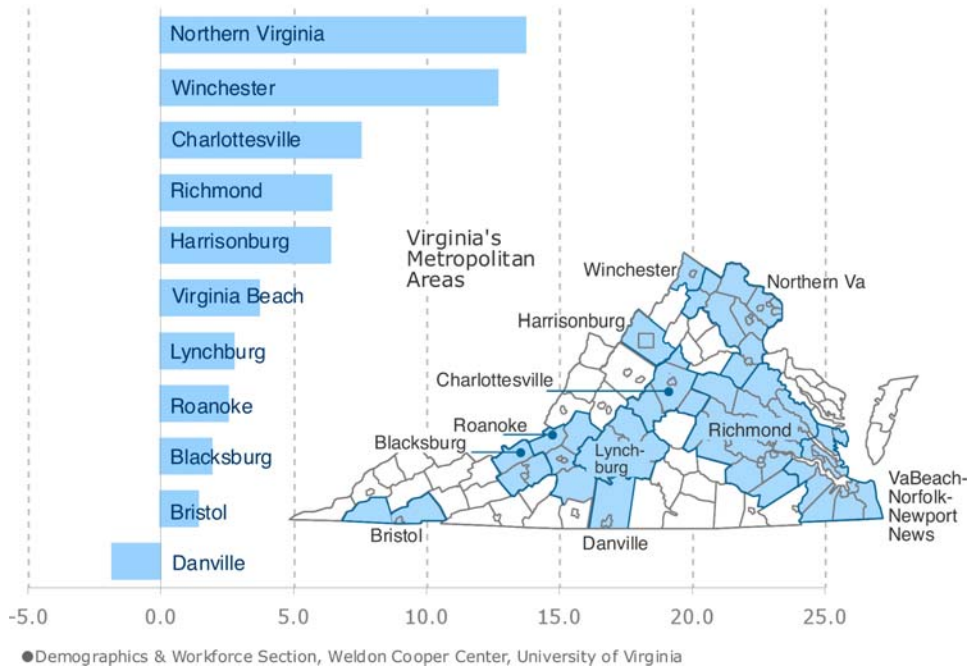 Northern Virginia
Winchester
Charlottesville
Richmond
Harrisonburg
Virginia Beach
Lynchburg
Roanoke
Blacksburg
Bristol
Danville
Virginia's
Metropolitan
Areas
Winchester
Northern Va
Harrisonburg
Charlottesville
Roanoke
Blacksburg
Richmond
Lynch-
burg
VaBeach-
Norfolk-
Newport
News
Bristol
Danville
-5.0 0.0 5.0 10.0 15.0 20.0 25.0
●Demographics & Workforce Section, Weldon Cooper Center, University of Virginia